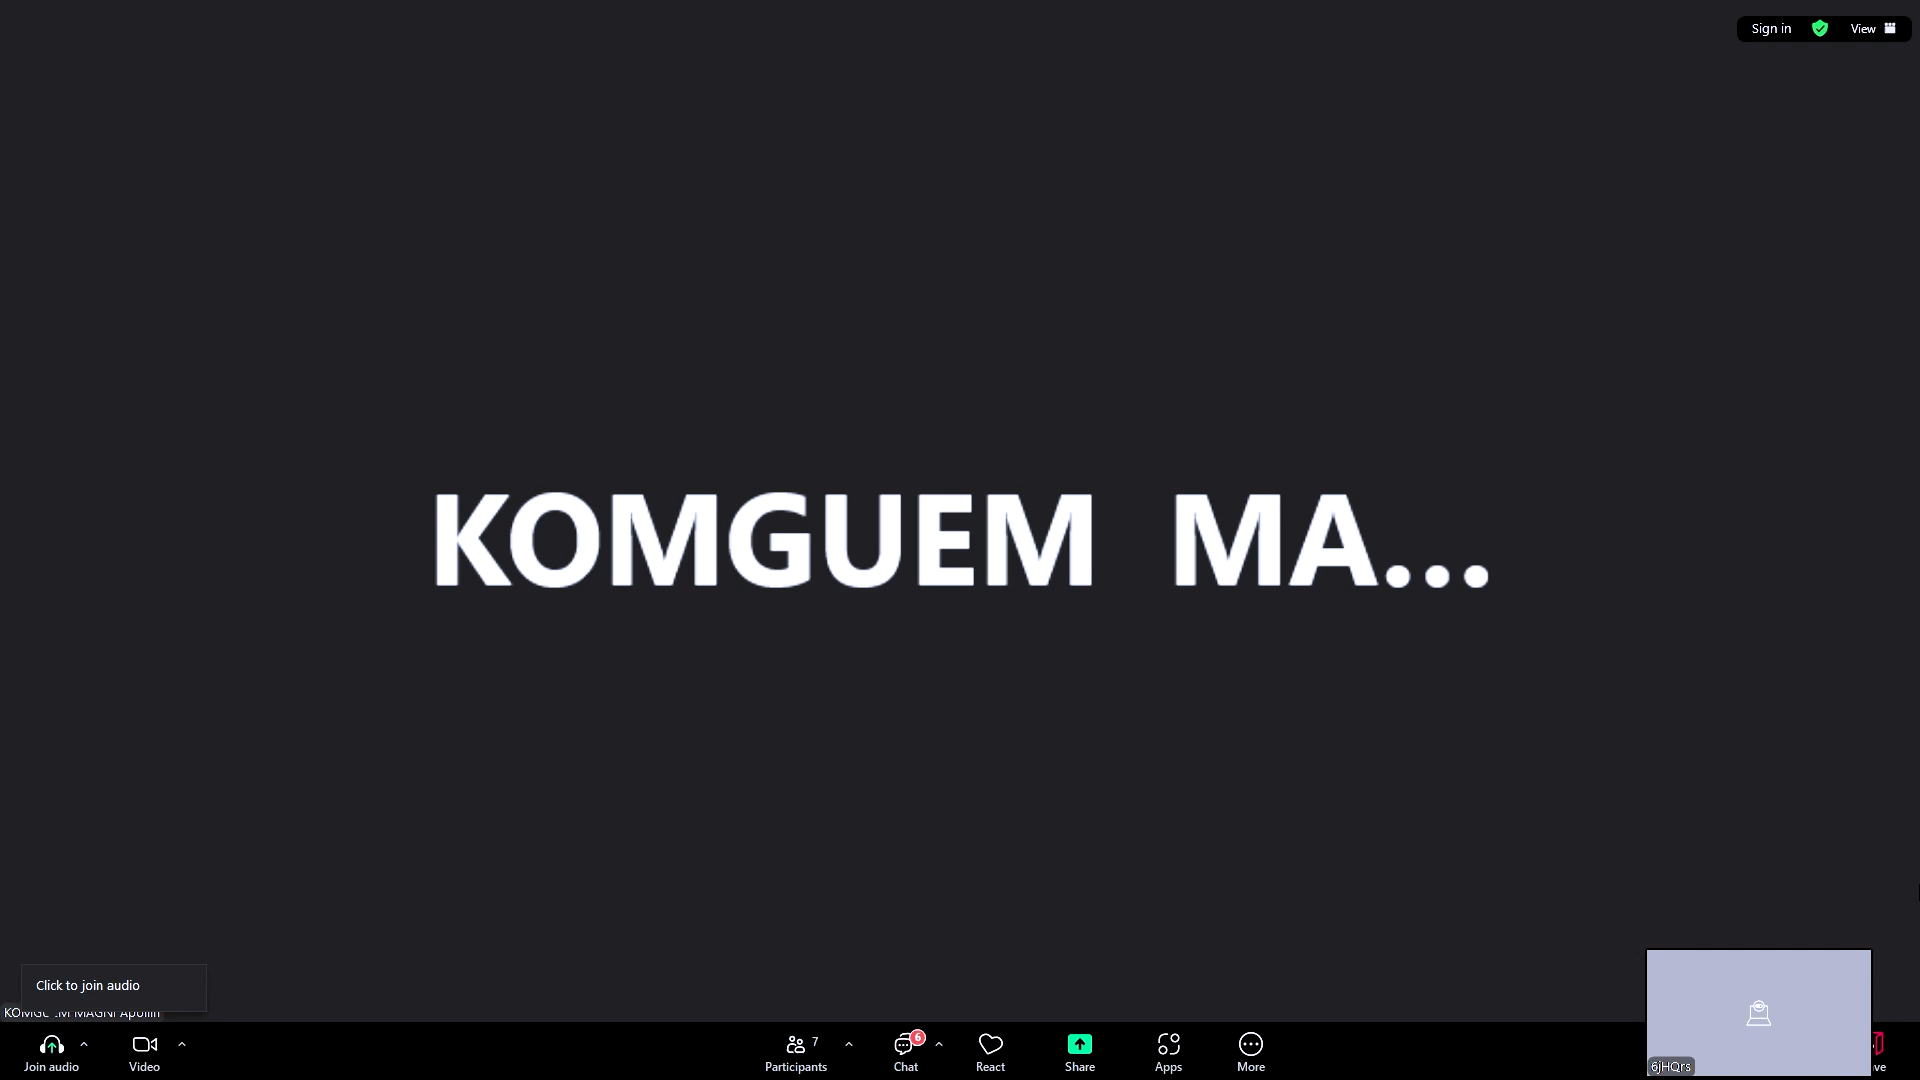 Sign in View
KOMGUEM MA...
Click to join audio
Apollin
6jHQrs
Join audio Video Participants 7 Chat 6 React Share Apps More